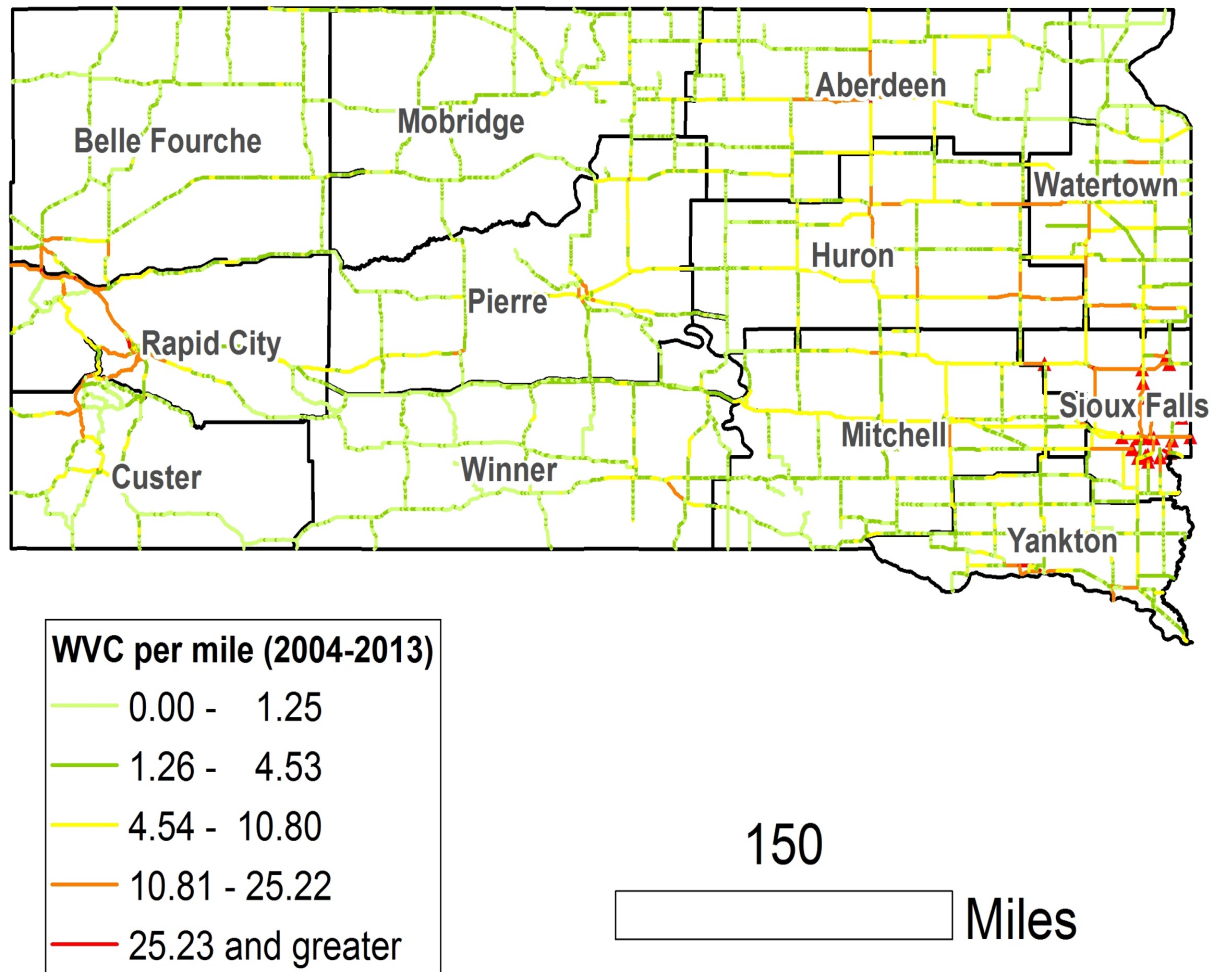 Aberdeen
Mobridge
Belle Fourche
Watertown
Huron
Pierre
Rapid City
Sioux Falls
Mitchell
Winner
Custer
Yankton
WVC per mile (2004-2013)
0.00 - 1.25
1.26 - 4.53
4.54 - 10.80
10.81 - 25.22
25.23 and greater
150
Miles